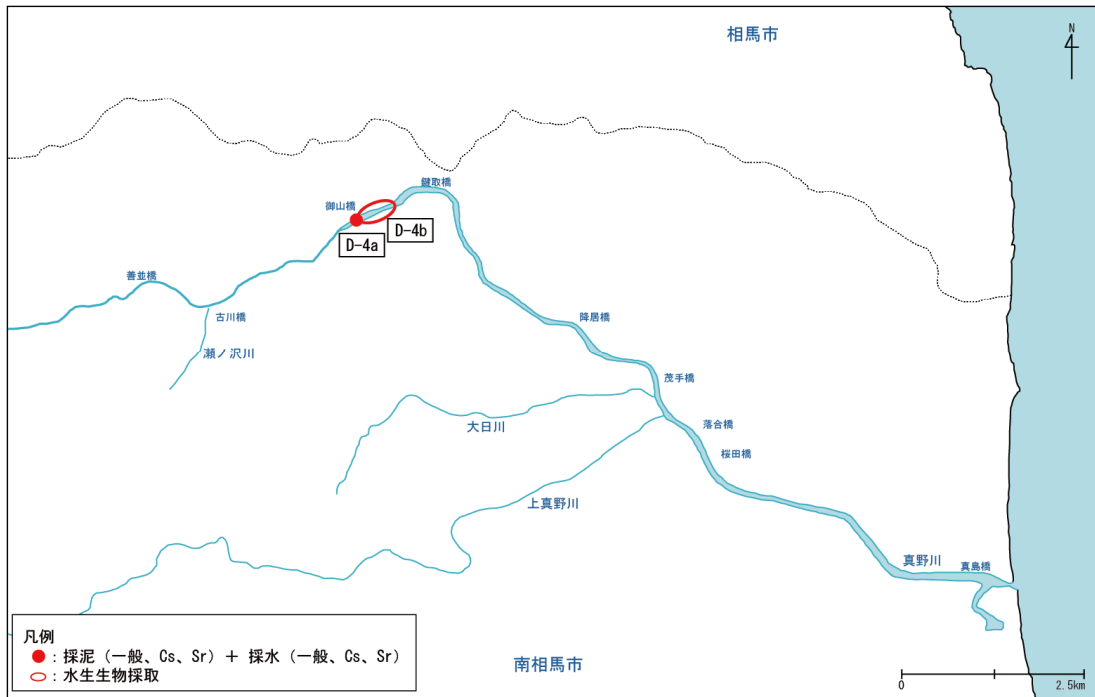 相馬市
N
鍵取橋
御山橋
D-4b
D-4a
善並橋
古川橋
瀬ノ沢川
降居橋
茂手橋
大日川
落合橋
桜田橋
上真野川
真野川
真島橋
凡例
●：採泥（一般、Cs、Sr）＋ 採水（一般、Cs、Sr）
○：水生生物採取
南相馬市
0
2.5km